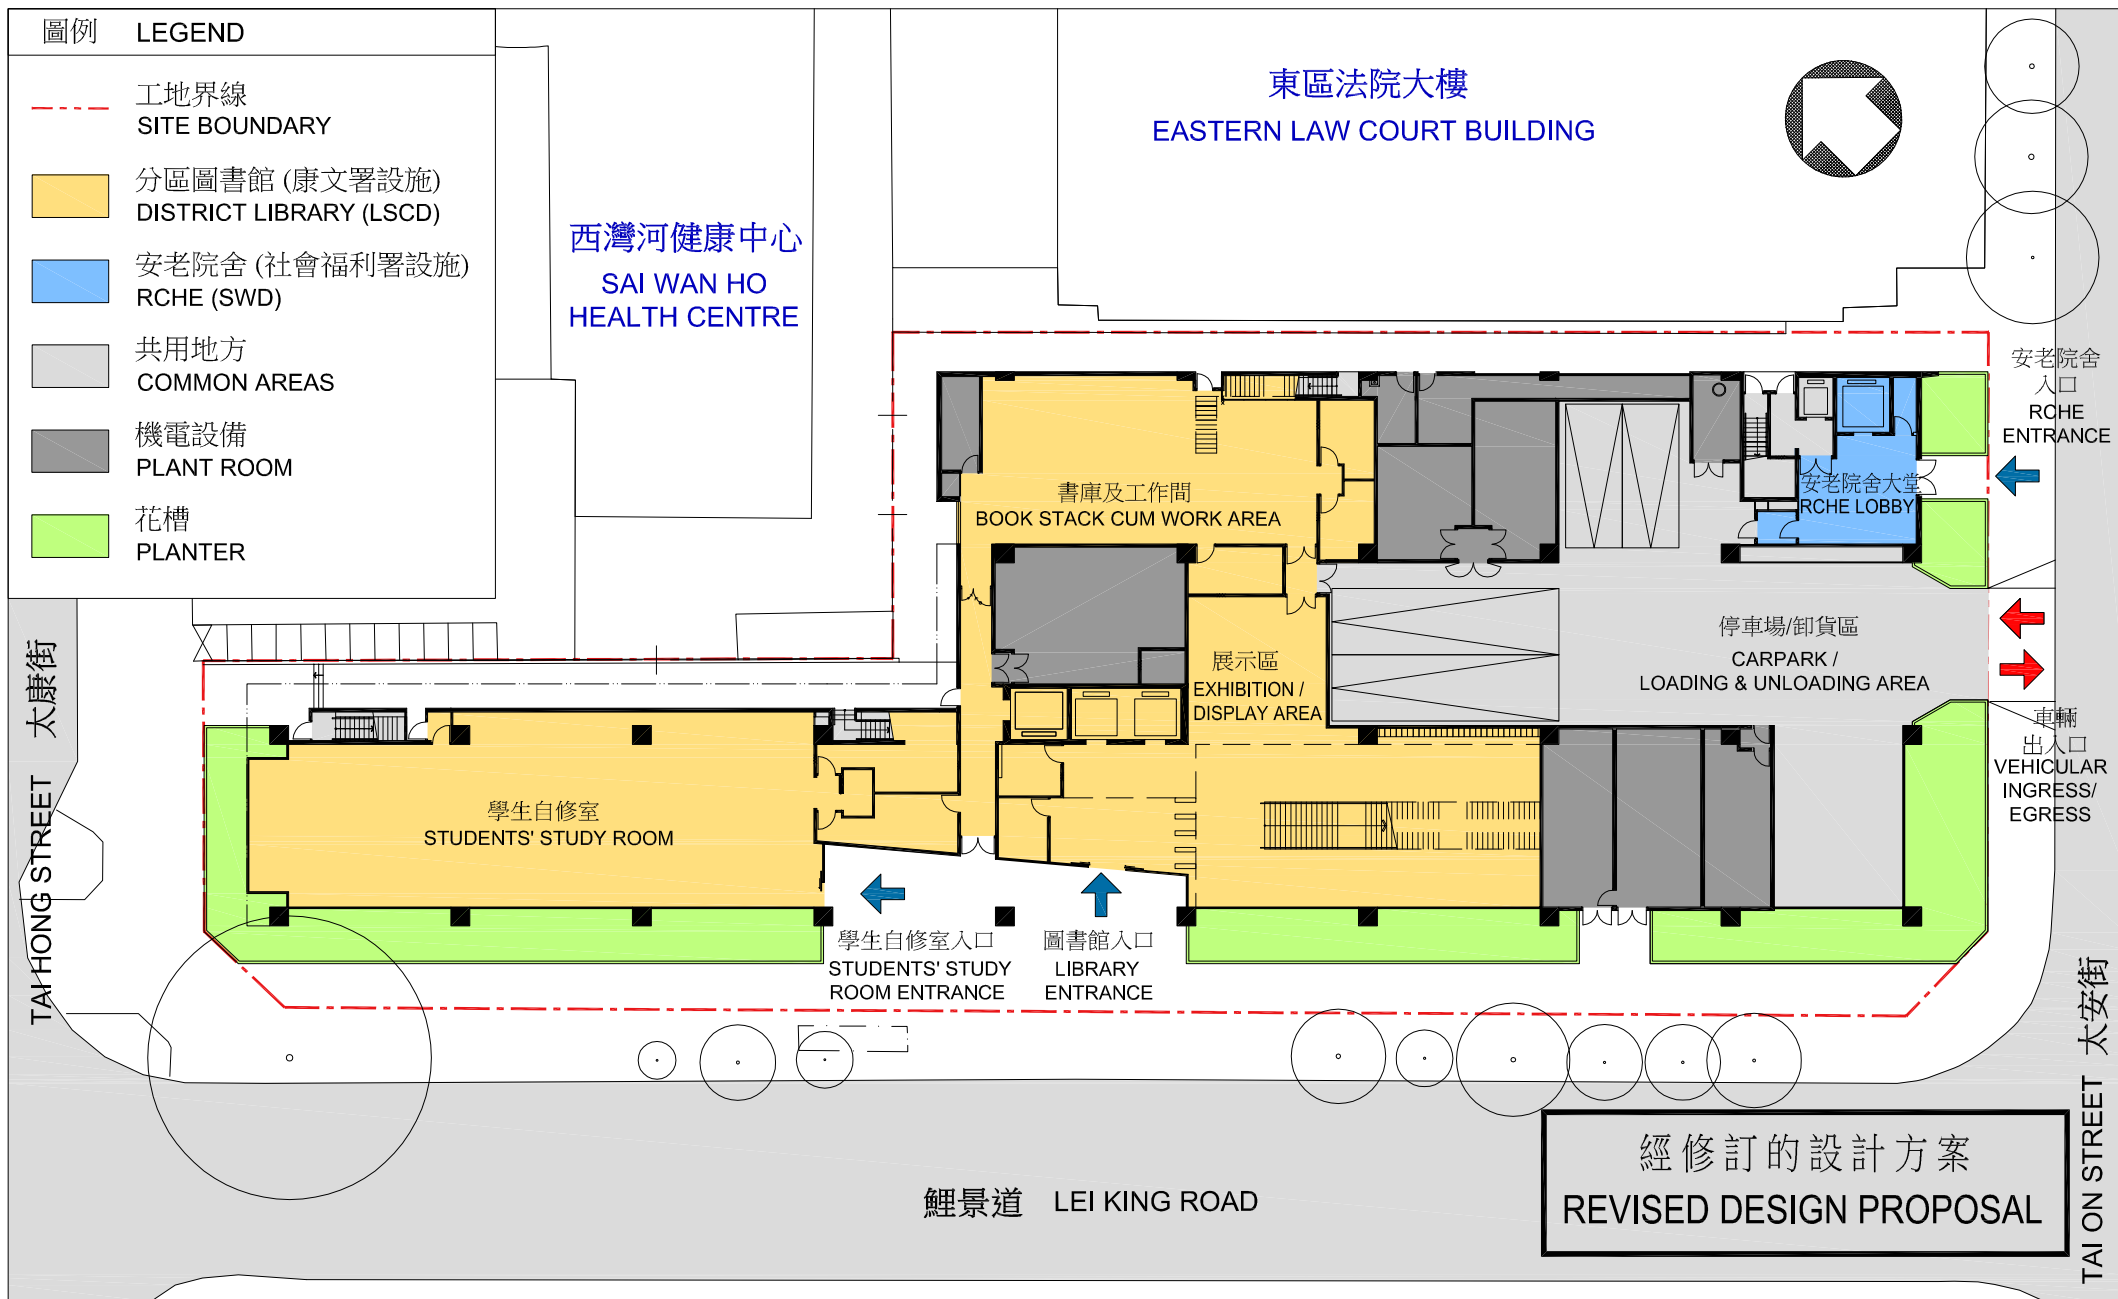 圖例 LEGEND
工地界線
SITE BOUNDARY
分區圖書館 (康文署設施)
DISTRICT LIBRARY (LSCD)
安老院舍 (社會福利署設施)
RCHE (SWD)
共用地方
COMMON AREAS
機電設備
PLANT ROOM
花槽
PLANTER
東區法院大樓
EASTERN LAW COURT BUILDING
西灣河健康中心
SAI WAN HO
HEALTH CENTRE
安老院舍
入口
RCHE
ENTRANCE
書庫及工作間
BOOK STACK CUM WORK AREA
安老院舍大堂
RCHE LOBBY
停車場/卸貨區
CARPARK /
LOADING & UNLOADING AREA
展示區
EXHIBITION /
DISPLAY AREA
車輛
出入口
VEHICULAR
INGRESS/
EGRESS
學生自修室
STUDENTS' STUDY ROOM
學生自修室入口
STUDENTS' STUDY
ROOM ENTRANCE
圖書館入口
LIBRARY
ENTRANCE
TAI HONG STREET 太康街
TAI ON STREET 太安街
鯉景道 LEI KING ROAD
經修訂的設計方案
REVISED DESIGN PROPOSAL